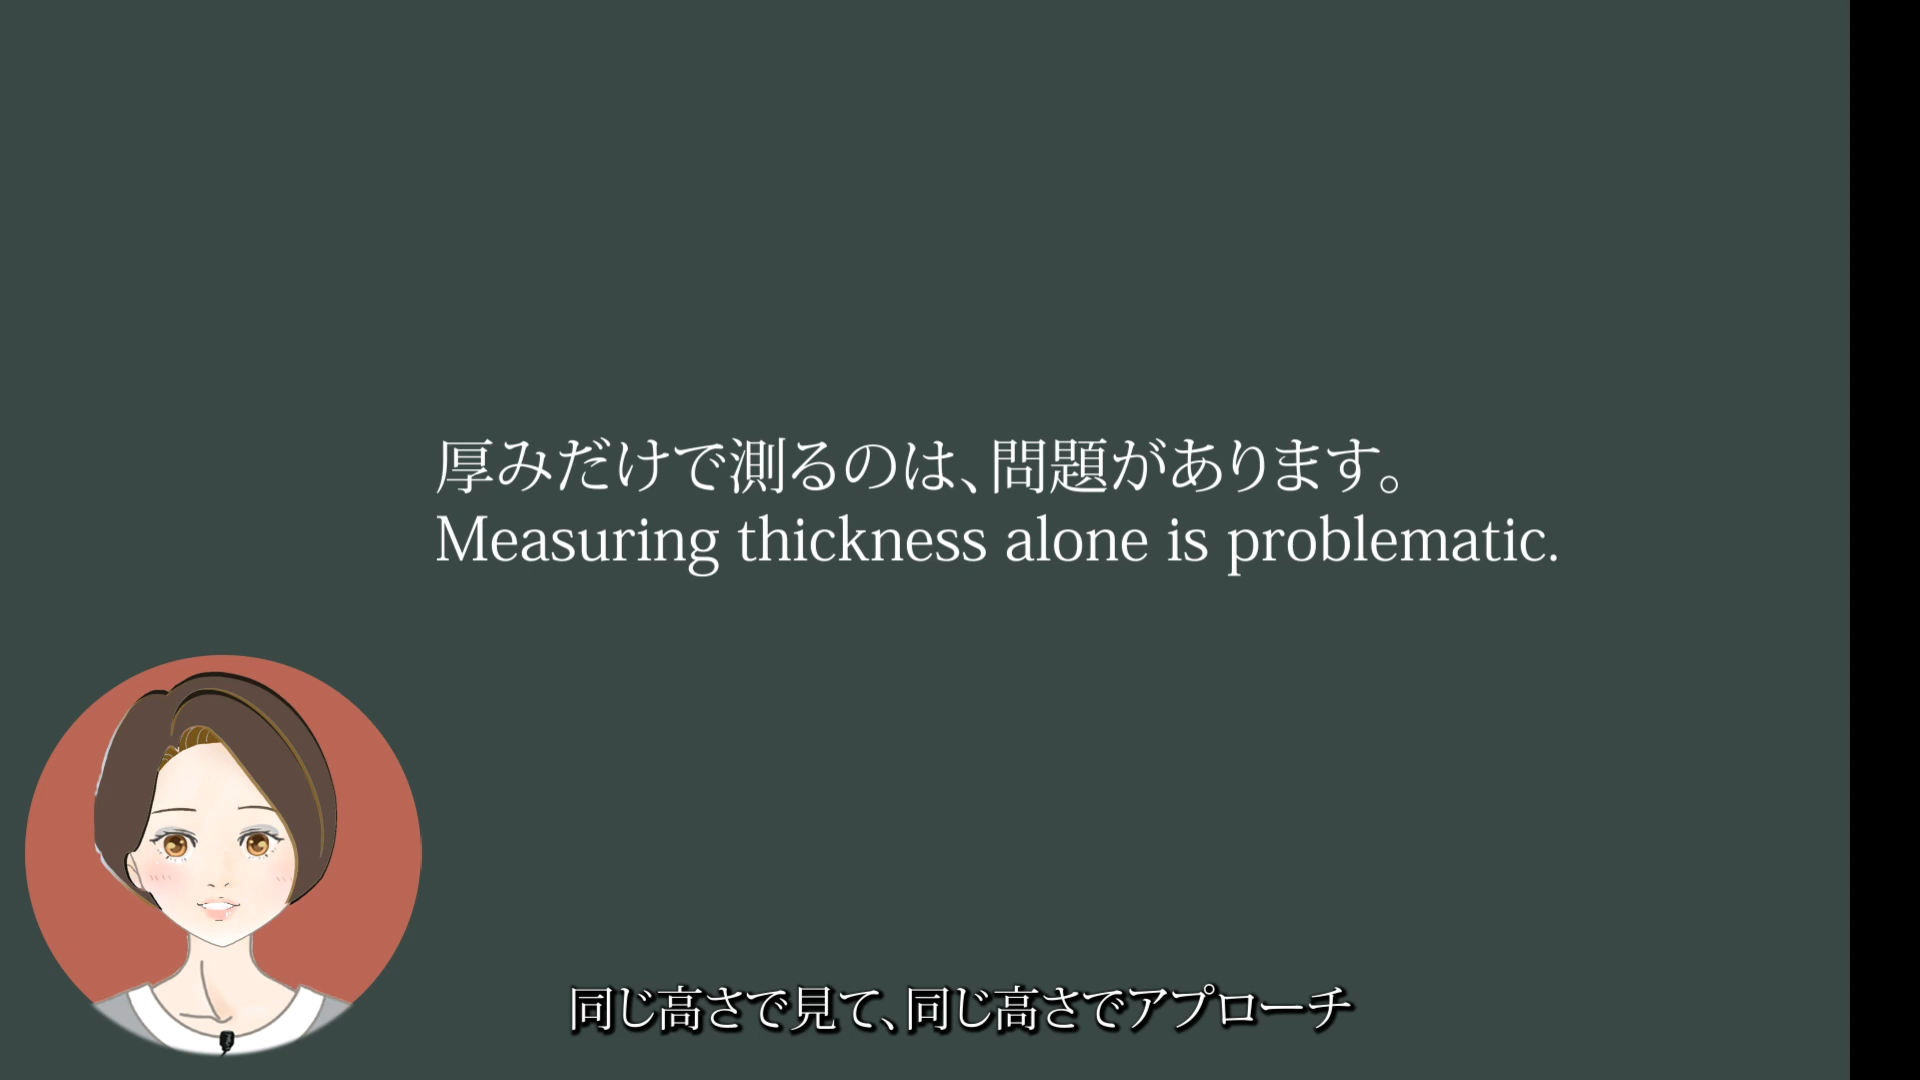 厚みだけで測るのは、問題があります。
Measuring thickness alone is problematic.
同じ高さで見て、同じ高さでアプローチ